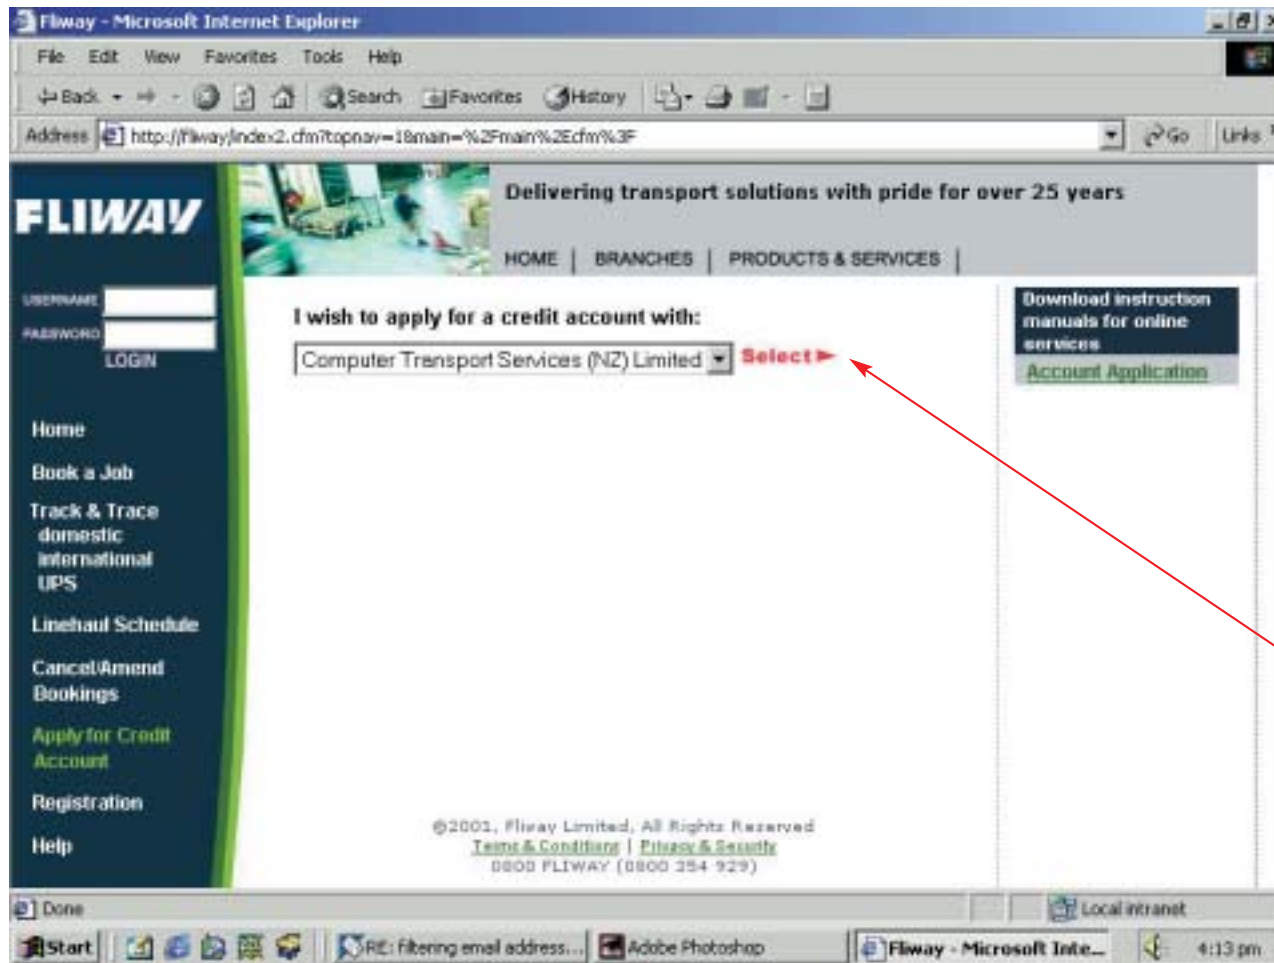 Fliway - Microsoft Internet Explorer
File Edit View Favorites Tools Help
Back Search Favorites History
Address http://fliway/index2.cfm?topnav=1&main=%2Fmain%2Ecfm%3F Go Links
FLIWAY
Delivering transport solutions with pride for over 25 years
HOME | BRANCHES | PRODUCTS & SERVICES |
USERNAME
PASSWORD
LOGIN
Home
Book a Job
Track & Trace
domestic
international
UPS
Linehaul Schedule
Cancel/Amend
Bookings
Apply for Credit
Account
Registration
Help
I wish to apply for a credit account with:
Computer Transport Services (NZ) Limited Select
Download instruction
manuals for online
services
Account Application
©2001, Fliway Limited, All Rights Reserved
Terms & Conditions | Privacy & Security
0800 FLIWAY (0800 354 929)
Done Local intranet
Start RE: filtering email address... Adobe Photoshop Fliway - Microsoft Inte... 4:13 pm